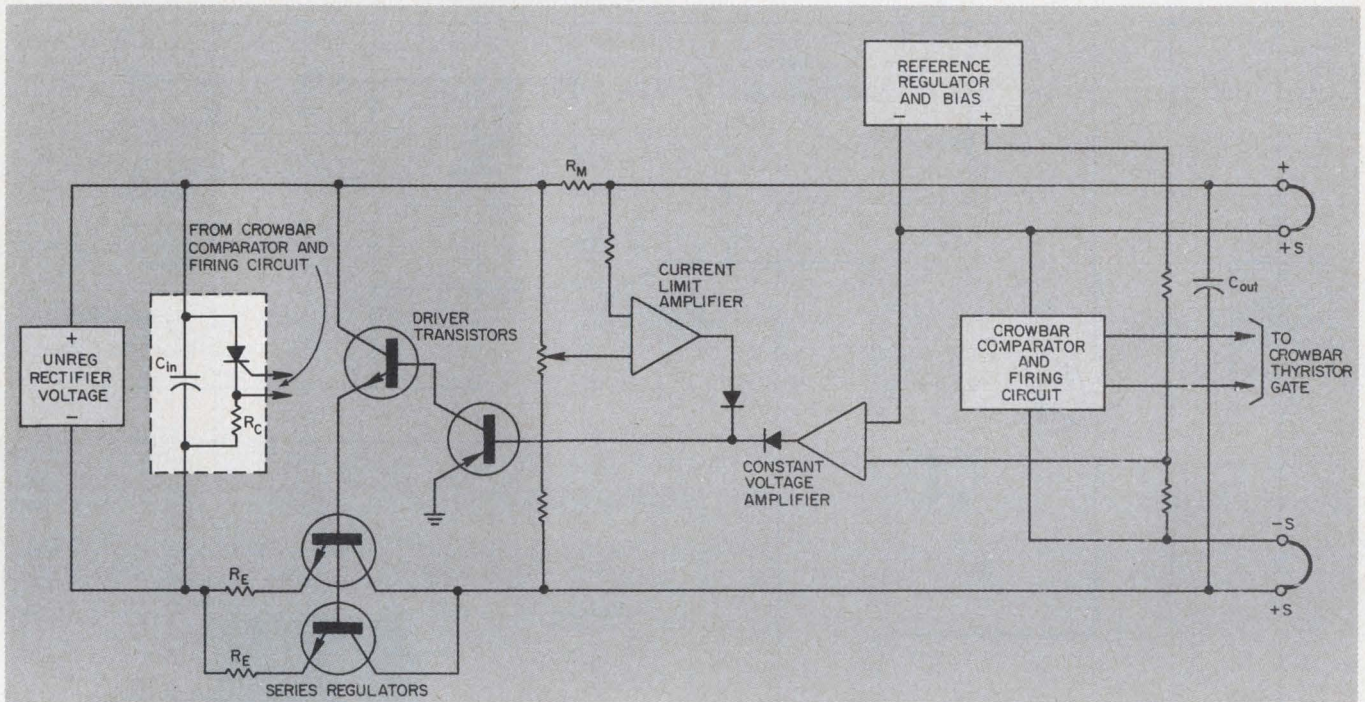 REFERENCE
REGULATOR
AND BIAS
- +
R_M
+
FROM CROWBAR
COMPARATOR AND
FIRING CIRCUIT
+S
CURRENT
LIMIT
AMPLIFIER
C_out
DRIVER
TRANSISTORS
+
UNREG
RECTIFIER
VOLTAGE
-
C_in
R_C
CROWBAR
COMPARATOR
AND
FIRING
CIRCUIT
TO
CROWBAR
THYRISTOR
GATE
CONSTANT
VOLTAGE
AMPLIFIER
-S
R_E
+S
R_E
SERIES REGULATORS